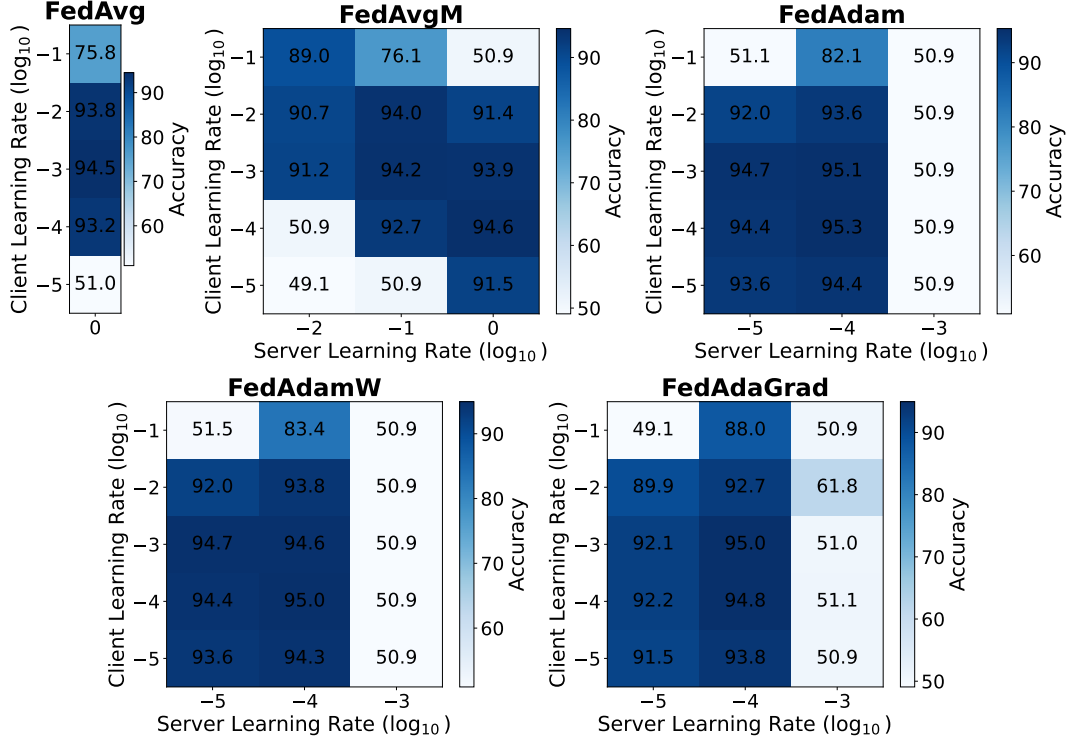 FedAvg
Client Learning Rate (log10)
−1
−2
−3
−4
−5
75.8
93.8
94.5
93.2
51.0
0
90
80
70
60
Accuracy
FedAvgM
Client Learning Rate (log10)
−1 89.0 76.1 50.9
−2 90.7 94.0 91.4
−3 91.2 94.2 93.9
−4 50.9 92.7 94.6
−5 49.1 50.9 91.5
−2 −1 0
Server Learning Rate (log10)
90
80
70
60
50
Accuracy
FedAdam
Client Learning Rate (log10)
−1 51.1 82.1 50.9
−2 92.0 93.6 50.9
−3 94.7 95.1 50.9
−4 94.4 95.3 50.9
−5 93.6 94.4 50.9
−5 −4 −3
Server Learning Rate (log10)
90
80
70
60
Accuracy
FedAdamW
Client Learning Rate (log10)
−1 51.5 83.4 50.9
−2 92.0 93.8 50.9
−3 94.7 94.6 50.9
−4 94.4 95.0 50.9
−5 93.6 94.3 50.9
−5 −4 −3
Server Learning Rate (log10)
90
80
70
60
Accuracy
FedAdaGrad
Client Learning Rate (log10)
−1 49.1 88.0 50.9
−2 89.9 92.7 61.8
−3 92.1 95.0 51.0
−4 92.2 94.8 51.1
−5 91.5 93.8 50.9
−5 −4 −3
Server Learning Rate (log10)
90
80
70
60
50
Accuracy